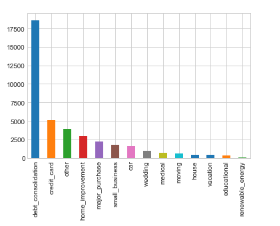 17500
15000
12500
10000
7500
5000
2500
0
debt_consolidation
credit_card
other
home_improvement
major_purchase
small_business
car
wedding
medical
moving
house
vacation
educational
renewable_energy